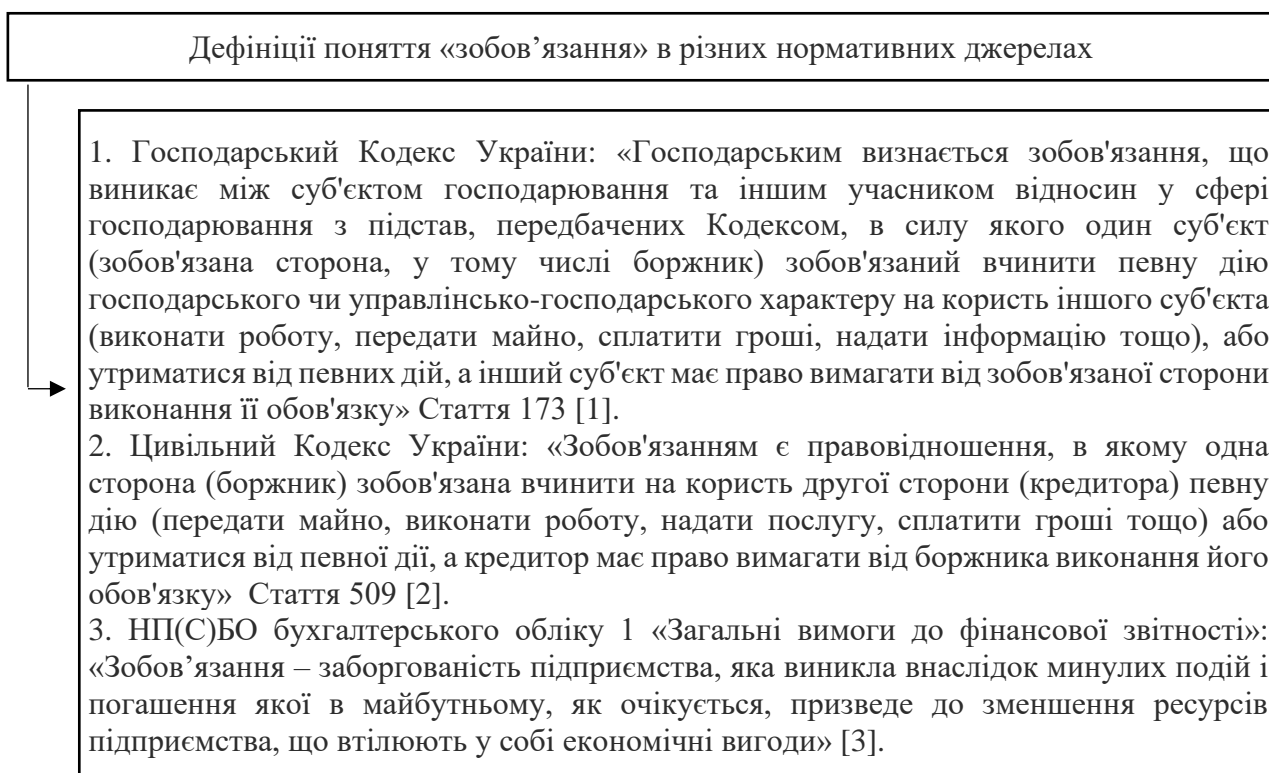 Дефініції поняття «зобов’язання» в різних нормативних джерелах
1. Господарський Кодекс України: «Господарським визнається зобов'язання, що
виникає між суб'єктом господарювання та іншим учасником відносин у сфері
господарювання з підстав, передбачених Кодексом, в силу якого один суб'єкт
(зобов'язана сторона, у тому числі боржник) зобов'язаний вчинити певну дію
господарського чи управлінсько-господарського характеру на користь іншого суб'єкта
(виконати роботу, передати майно, сплатити гроші, надати інформацію тощо), або
утриматися від певних дій, а інший суб'єкт має право вимагати від зобов'язаної сторони
виконання її обов'язку» Стаття 173 [1].
2. Цивільний Кодекс України: «Зобов'язанням є правовідношення, в якому одна
сторона (боржник) зобов'язана вчинити на користь другої сторони (кредитора) певну
дію (передати майно, виконати роботу, надати послугу, сплатити гроші тощо) або
утриматися від певної дії, а кредитор має право вимагати від боржника виконання його
обов'язку» Стаття 509 [2].
3. НП(С)БО бухгалтерського обліку 1 «Загальні вимоги до фінансової звітності»:
«Зобов’язання – заборгованість підприємства, яка виникла внаслідок минулих подій і
погашення якої в майбутньому, як очікується, призведе до зменшення ресурсів
підприємства, що втілюють у собі економічні вигоди» [3].